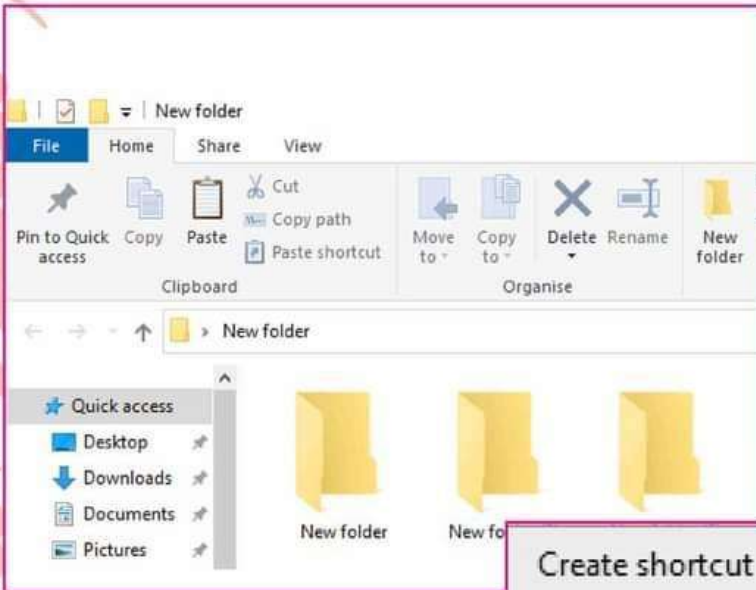 New folder
File Home Share View
Pin to Quick access
Copy
Paste
Cut
Copy path
Paste shortcut
Move to
Copy to
Delete
Rename
New folder
Clipboard
Organise
New folder
Quick access
Desktop
Downloads
Documents
Pictures
New folder
New
Create shortcut